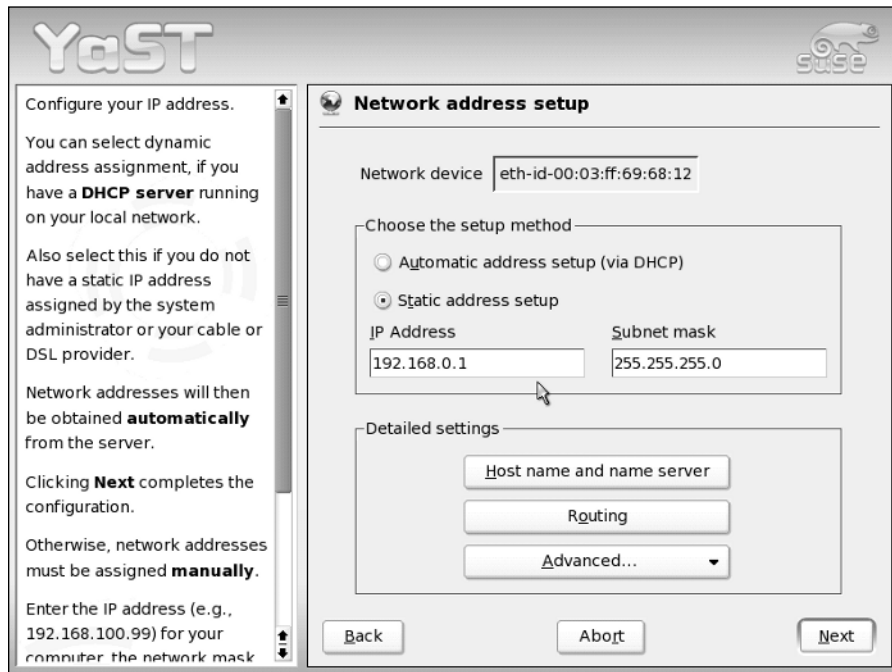 YaST
suse
Configure your IP address.
You can select dynamic
address assignment, if you
have a DHCP server running
on your local network.
Also select this if you do not
have a static IP address
assigned by the system
administrator or your cable or
DSL provider.
Network addresses will then
be obtained automatically
from the server.
Clicking Next completes the
configuration.
Otherwise, network addresses
must be assigned manually.
Enter the IP address (e.g.,
192.168.100.99) for your
computer, the network mask
Network address setup
Network device eth-id-00:03:ff:69:68:12
Choose the setup method
Automatic address setup (via DHCP)
Static address setup
IP Address Subnet mask
192.168.0.1 255.255.255.0
Detailed settings
Host name and name server
Routing
Advanced...
Back Abort Next